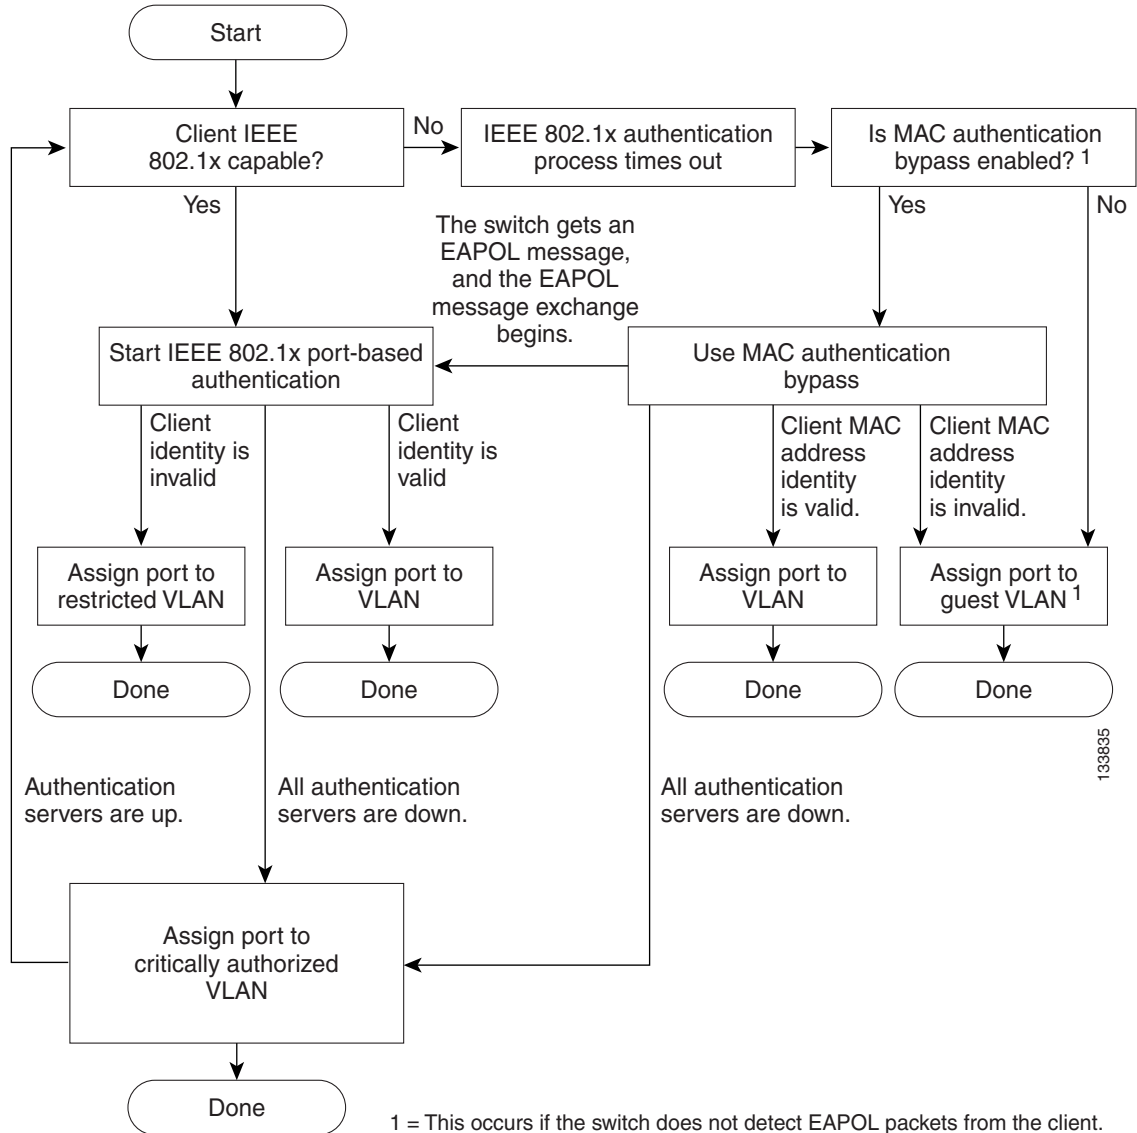 Start
Client IEEE
802.1x capable?
No
IEEE 802.1x authentication
process times out
Is MAC authentication
bypass enabled? 1
Yes
Yes
No
The switch gets an
EAPOL message,
and the EAPOL
message exchange
begins.
Start IEEE 802.1x port-based
authentication
Use MAC authentication
bypass
Client
identity is
invalid
Client
identity is
valid
Client MAC
address
identity
is valid.
Client MAC
address
identity
is invalid.
Assign port to
restricted VLAN
Assign port to
VLAN
Assign port to
VLAN
Assign port to
guest VLAN 1
Done
Done
Done
Done
133835
Authentication
servers are up.
All authentication
servers are down.
All authentication
servers are down.
Assign port to
critically authorized
VLAN
Done
1 = This occurs if the switch does not detect EAPOL packets from the client.